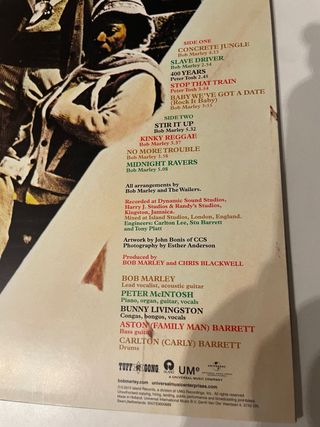 SIDE ONE
CONCRETE JUNGLE
Bob Marley 4.13
SLAVE DRIVER
Bob Marley 2.54
400 YEARS
Peter Tosh 2.45
STOP THAT TRAIN
Peter Tosh 3.54
BABY WE'VE GOT A DATE
(Rock It Baby)
Bob Marley 3.55
SIDE TWO
STIR IT UP
Bob Marley 5.32
KINKY REGGAE
Bob Marley 3.37
NO MORE TROUBLE
Bob Marley 3.58
MIDNIGHT RAVERS
Bob Marley 5.08
All arrangements by
Bob Marley and The Wailers.
Recorded at Dynamic Sound Studios,
Harry J. Studios & Randy's Studios,
Kingston, Jamaica.
Mixed at Island Studios, London, England.
Engineers: Carlton Lee, Stu Barrett
and Tony Platt
Artwork by John Bonis of CCS
Photography by Esther Anderson
Produced by
BOB MARLEY and CHRIS BLACKWELL
BOB MARLEY
Lead vocalist, acoustic guitar
PETER McINTOSH
Piano, organ, guitar, vocals
BUNNY LIVINGSTON
Congas, bongos, vocals
ASTON (FAMILY MAN) BARRETT
Bass guitar
CARLTON (CARLY) BARRETT
Drums
TUFF GONG
UMe
A UNIVERSAL MUSIC COMPANY
UNIVERSAL
bobmarley.com universalmusicenterprises.com